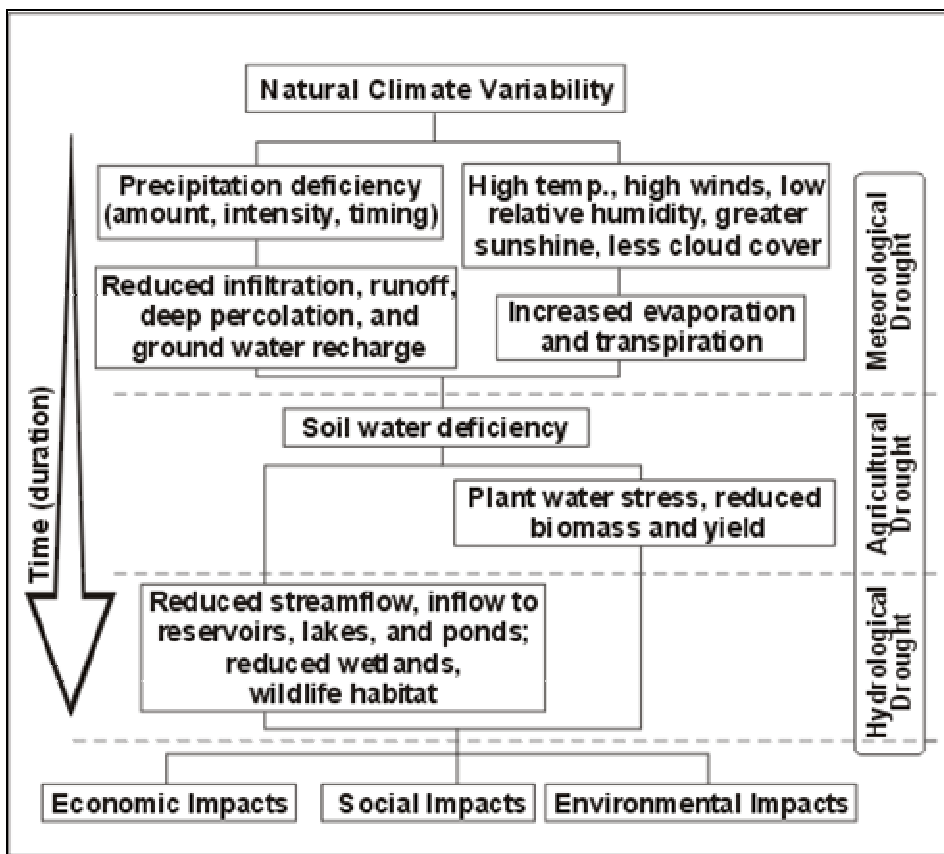 Natural Climate Variability
Precipitation deficiency
(amount, intensity, timing)
High temp., high winds, low
relative humidity, greater
sunshine, less cloud cover
Reduced infiltration, runoff,
deep percolation, and
ground water recharge
Increased evaporation
and transpiration
Meteorological
Drought
Time (duration)
Soil water deficiency
Plant water stress, reduced
biomass and yield
Agricultural
Drought
Reduced streamflow, inflow to
reservoirs, lakes, and ponds;
reduced wetlands,
wildlife habitat
Hydrological
Drought
Economic Impacts
Social Impacts
Environmental Impacts